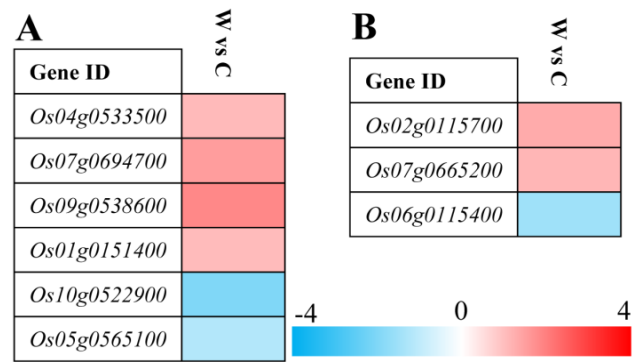 A
W vs C
Gene ID
Os04g0533500
Os07g0694700
Os09g0538600
Os01g0151400
Os10g0522900
Os05g0565100
B
W vs C
Gene ID
Os02g0115700
Os07g0665200
Os06g0115400
-4 0 4